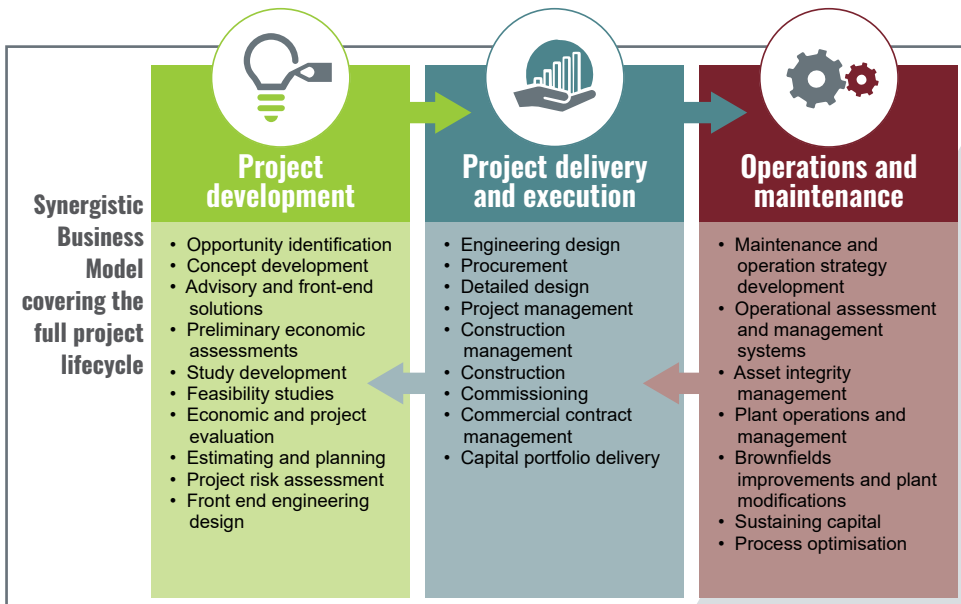 Synergistic
Business
Model
covering the
full project
lifecycle
Project
development
• Opportunity identification
• Concept development
• Advisory and front-end
solutions
• Preliminary economic
assessments
• Study development
• Feasibility studies
• Economic and project
evaluation
• Estimating and planning
• Project risk assessment
• Front end engineering
design
Project delivery
and execution
• Engineering design
• Procurement
• Detailed design
• Project management
• Construction
management
• Construction
• Commissioning
• Commercial contract
management
• Capital portfolio delivery
Operations and
maintenance
• Maintenance and
operation strategy
development
• Operational assessment
and management
systems
• Asset integrity
management
• Plant operations and
management
• Brownfields
improvements and plant
modifications
• Sustaining capital
• Process optimisation